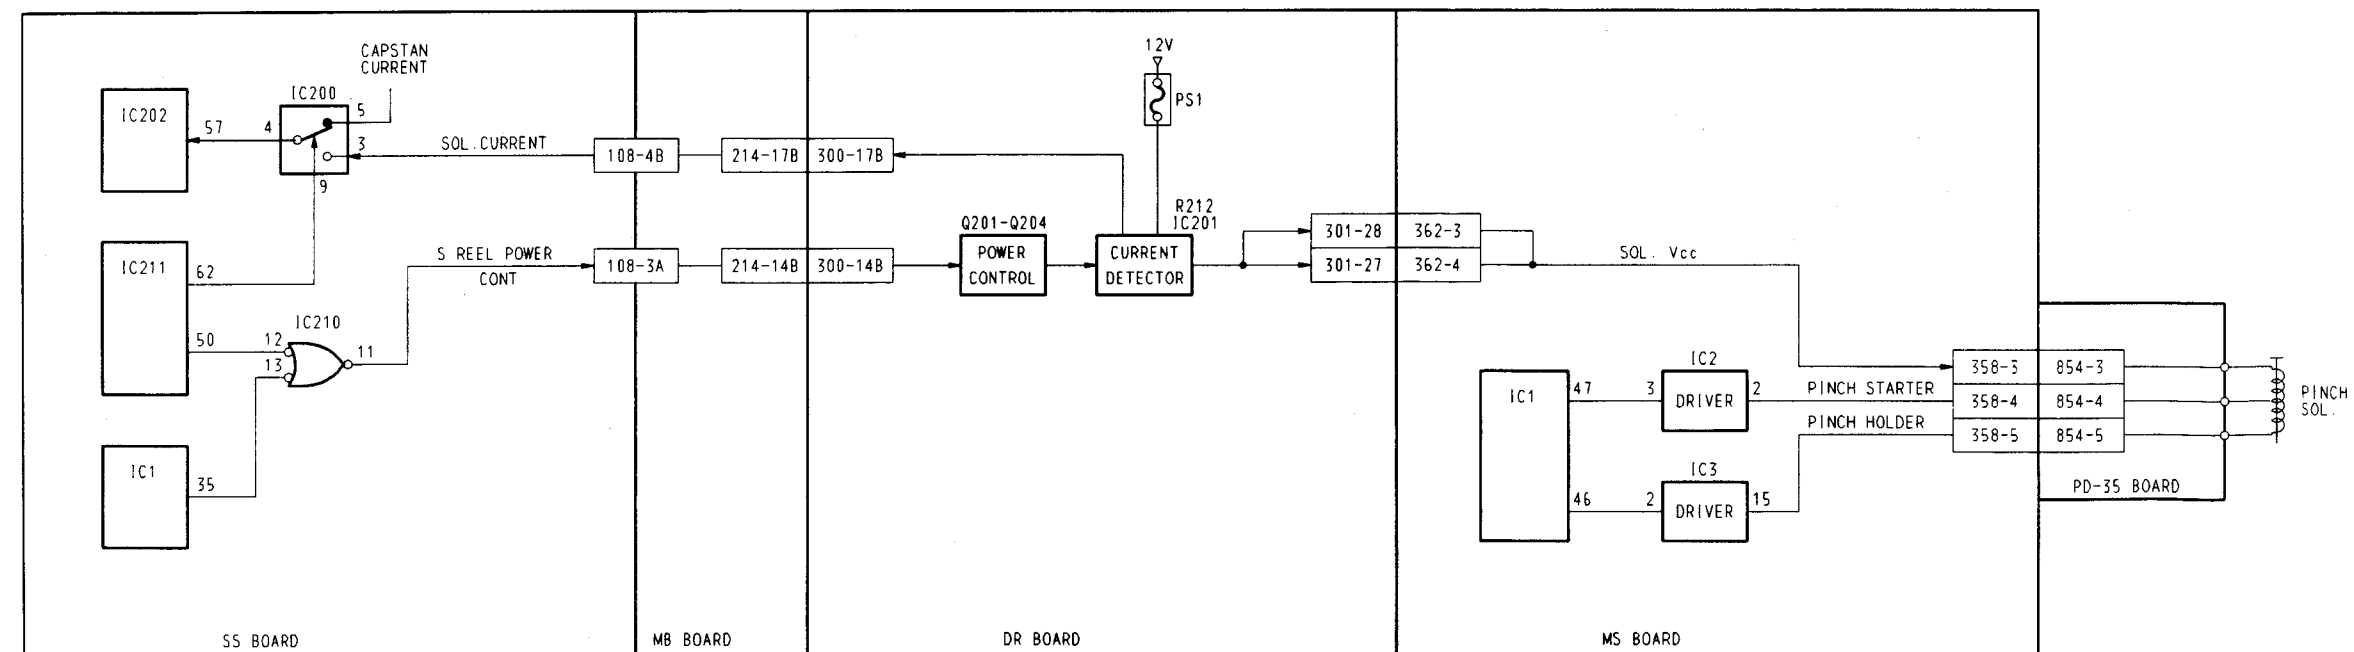 CAPSTAN
CURRENT
IC202
57
4
IC200
5
3
9
SOL.CURRENT
108-4B
214-17B
300-17B
12V
PS1
R212
IC201
CURRENT
DETECTOR
Q201-Q204
POWER
CONTROL
IC211
62
50
IC210
12
13
11
S REEL POWER
CONT
108-3A
214-14B
300-14B
301-28
362-3
301-27
362-4
SOL. Vcc
IC1
35
IC1
47
46
3
IC2
DRIVER
2
PINCH STARTER
PINCH HOLDER
2
IC3
DRIVER
15
358-3
854-3
358-4
854-4
358-5
854-5
PINCH
SOL.
PD-35 BOARD
SS BOARD
MB BOARD
DR BOARD
MS BOARD